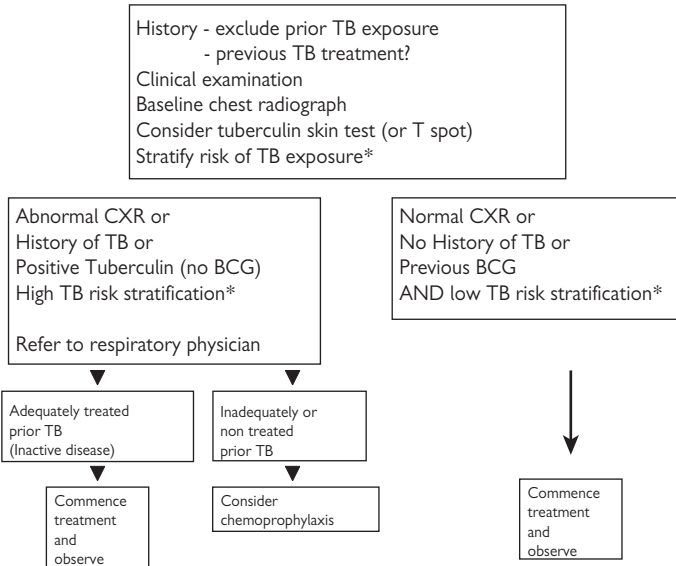 History - exclude prior TB exposure
- previous TB treatment?
Clinical examination
Baseline chest radiograph
Consider tuberculin skin test (or T spot)
Stratify risk of TB exposure*
Abnormal CXR or
History of TB or
Positive Tuberculin (no BCG)
High TB risk stratification*
Refer to respiratory physician
Normal CXR or
No History of TB or
Previous BCG
AND low TB risk stratification*
Adequately treated
prior TB
(Inactive disease)
Inadequately or
non treated
prior TB
Commence
treatment
and
observe
Consider
chemoprophylaxis
Commence
treatment
and
observe